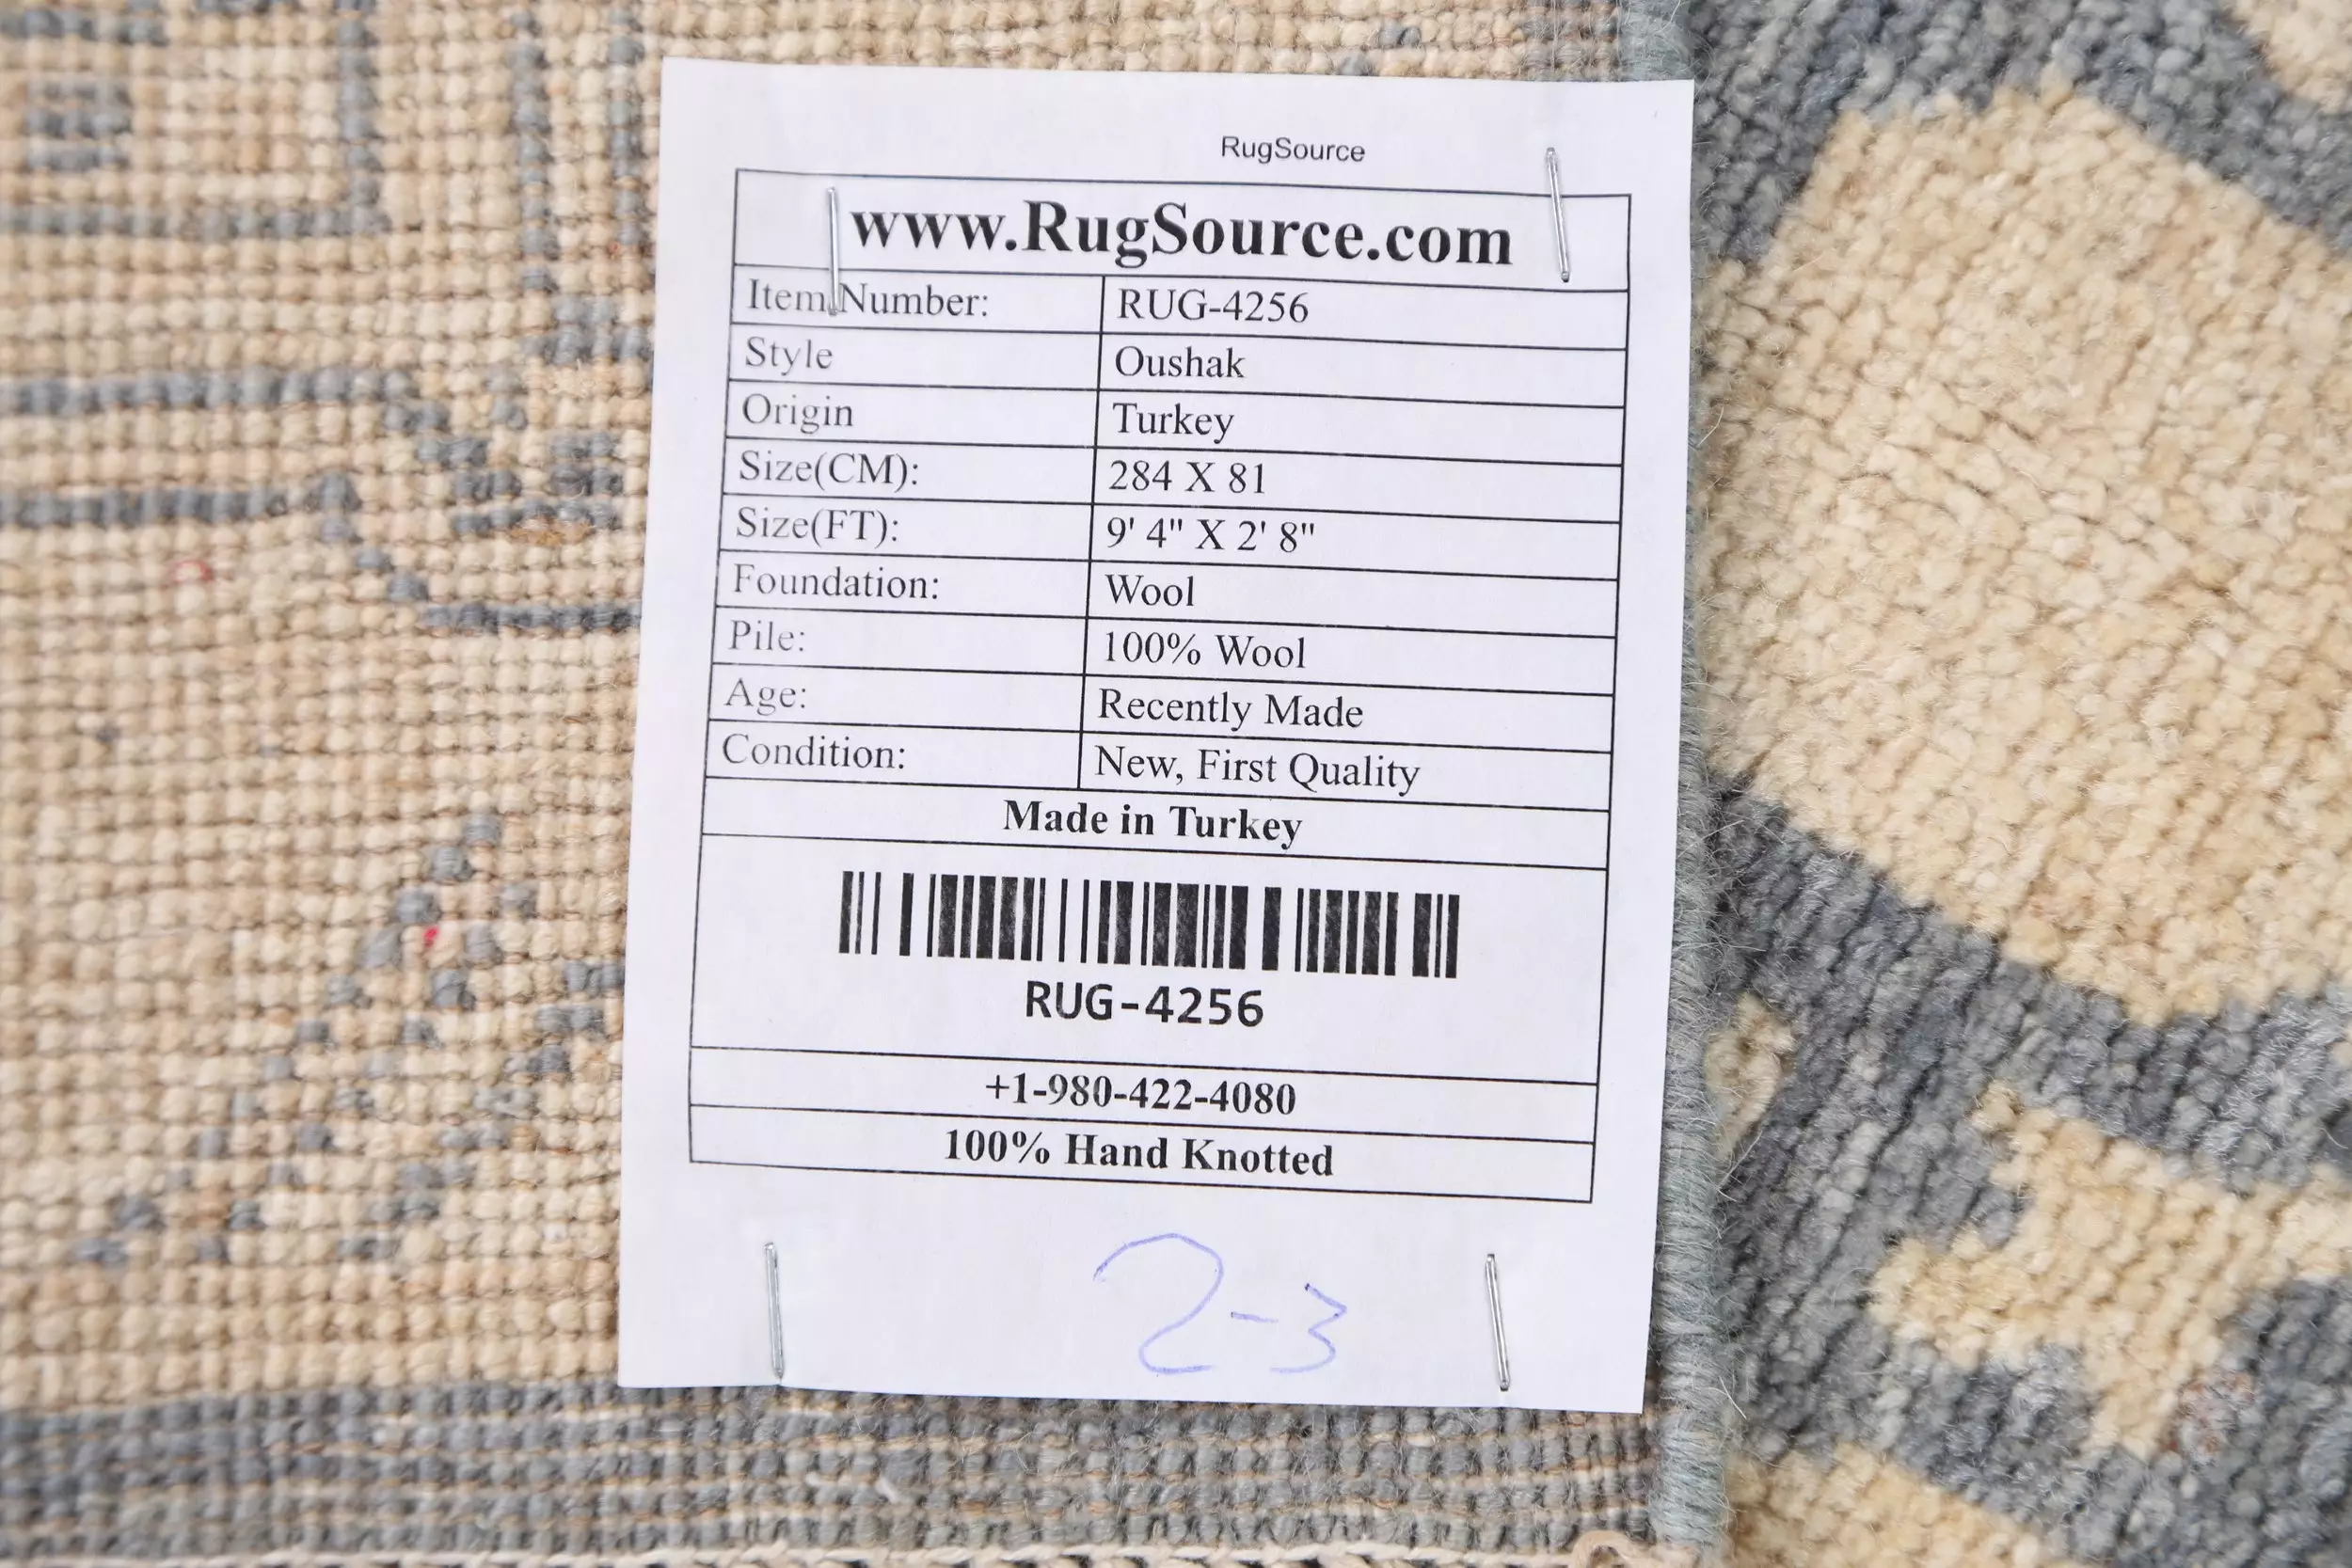 RugSource
www.RugSource.com
Item Number: RUG-4256
Style Oushak
Origin Turkey
Size(CM): 284 X 81
Size(FT): 9' 4" X 2' 8"
Foundation: Wool
Pile: 100% Wool
Age: Recently Made
Condition: New, First Quality
Made in Turkey
RUG-4256
+1-980-422-4080
100% Hand Knotted
2-3